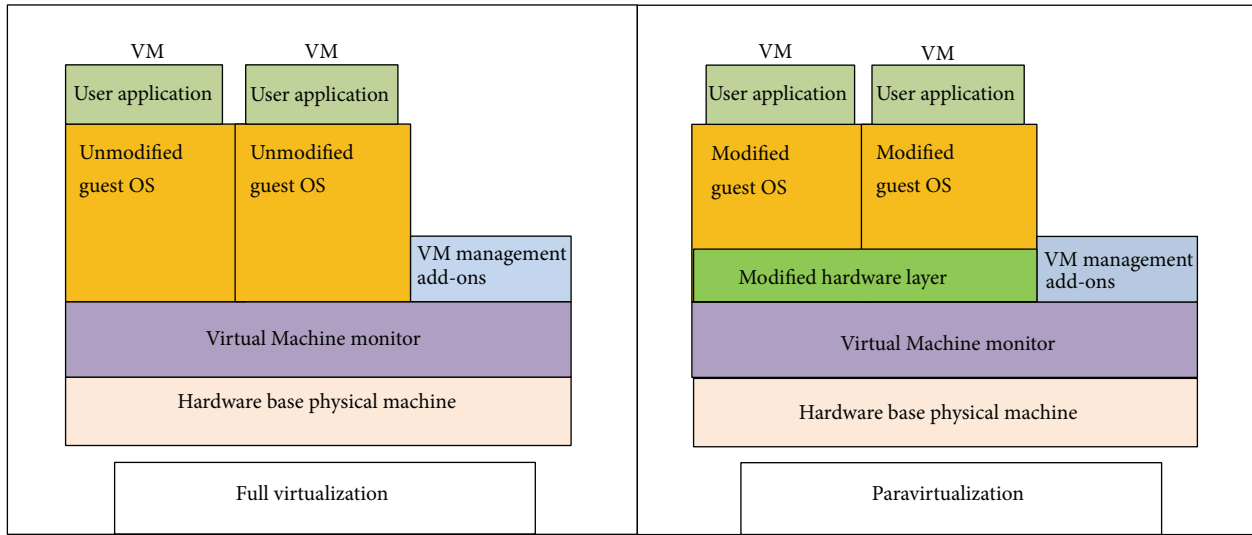 VM
VM
User application
User application
Unmodified
guest OS
Unmodified
guest OS
VM management
add-ons
Virtual Machine monitor
Hardware base physical machine
Full virtualization
VM
VM
User application
User application
Modified
guest OS
Modified
guest OS
Modified hardware layer
VM management
add-ons
Virtual Machine monitor
Hardware base physical machine
Paravirtualization